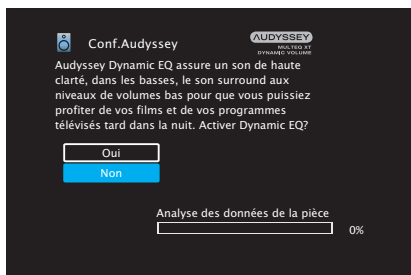 Conf.Audyssey
AUDYSSEY
MULTEQ XT
DYNAMIC VOLUME
Audyssey Dynamic EQ assure un son de haute
clarté, dans les basses, le son surround aux
niveaux de volumes bas pour que vous puissiez
profiter de vos films et de vos programmes
télévisés tard dans la nuit. Activer Dynamic EQ?
Oui
Non
Analyse des données de la pièce
0%